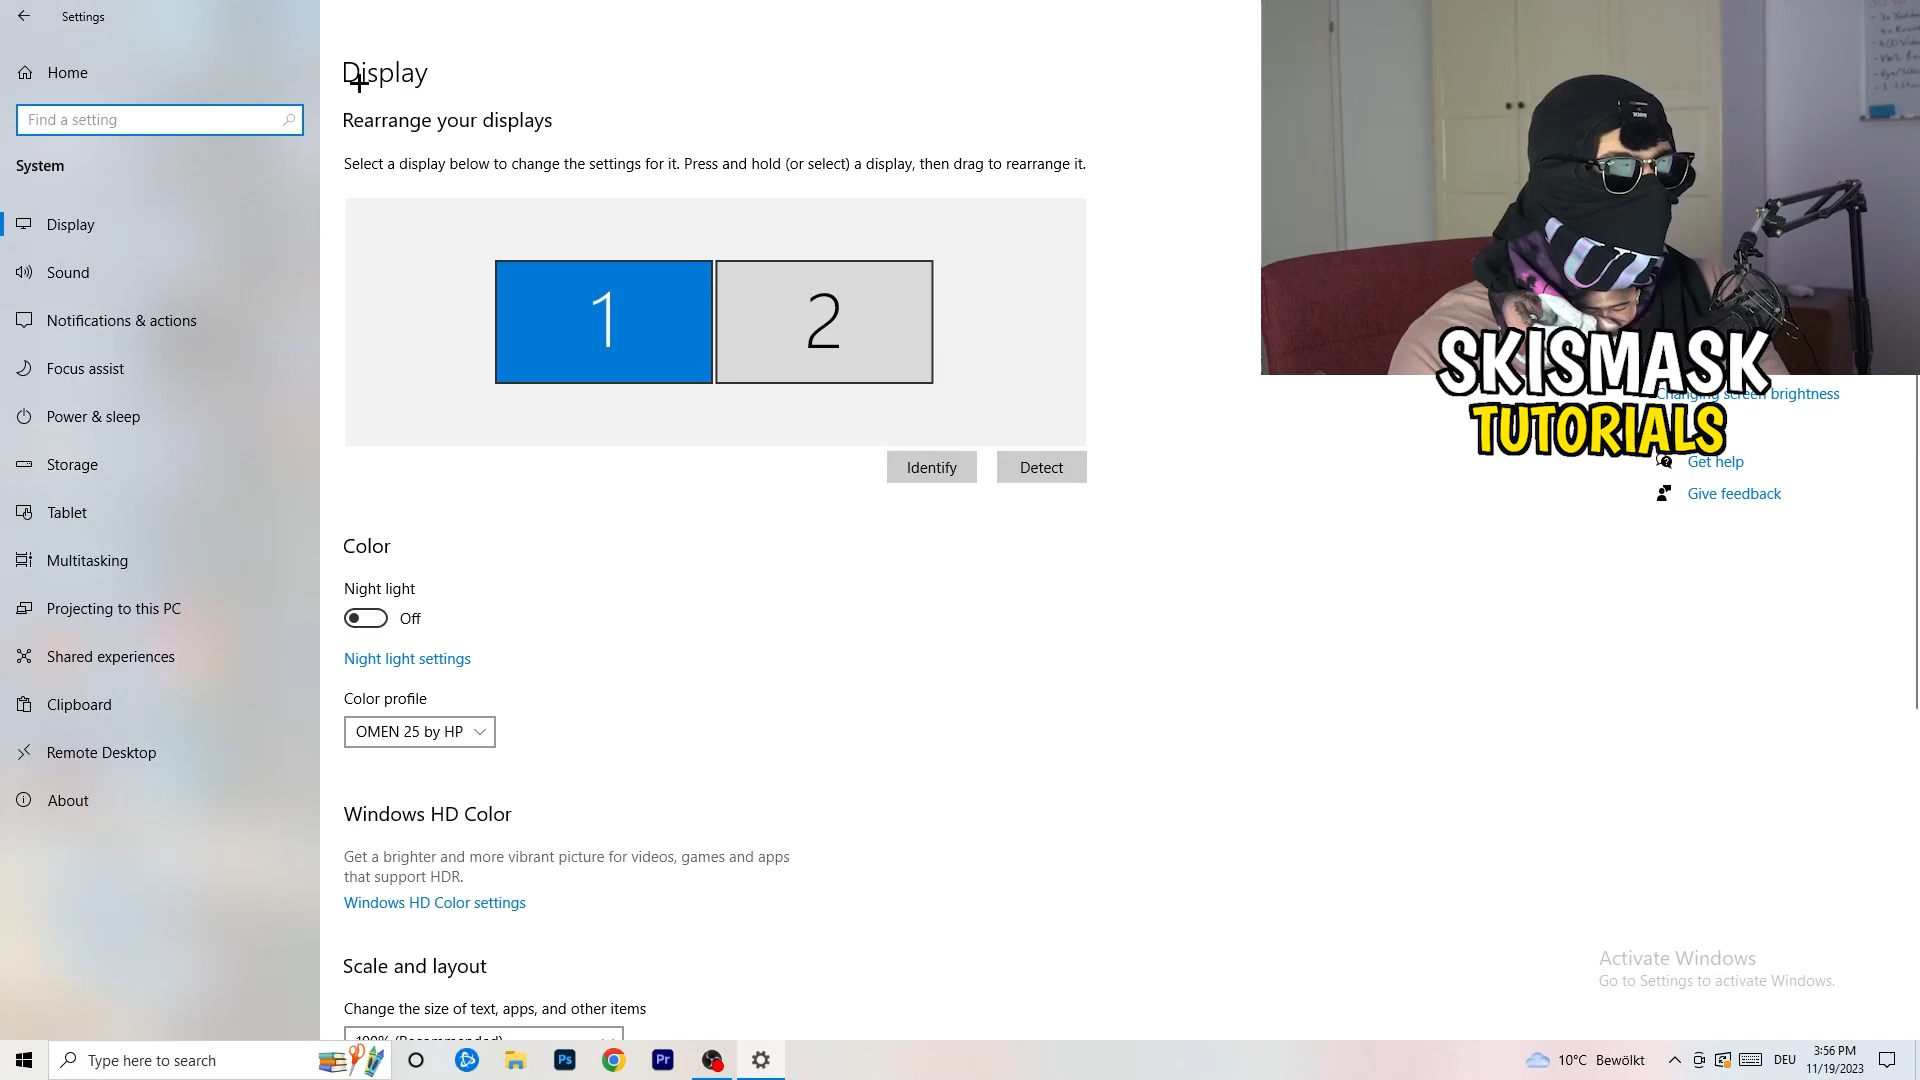 Settings
Home
Find a setting
System
Display
Sound
Notifications & actions
Focus assist
Power & sleep
Storage
Tablet
Multitasking
Projecting to this PC
Shared experiences
Clipboard
Remote Desktop
About
Display
Rearrange your displays
Select a display below to change the settings for it. Press and hold (or select) a display, then drag to rearrange it.
1
2
Identify
Detect
Color
Night light
Off
Night light settings
Color profile
OMEN 25 by HP
Windows HD Color
Get a brighter and more vibrant picture for videos, games and apps
that support HDR.
Windows HD Color settings
Scale and layout
Change the size of text, apps, and other items
100% (Recommended)
SKISMASK
TUTORIALS
Changing screen brightness
Get help
Give feedback
Activate Windows
Go to Settings to activate Windows.
Type here to search
Ps
Pr
10°C Bewölkt
DEU
3:56 PM
11/19/2023